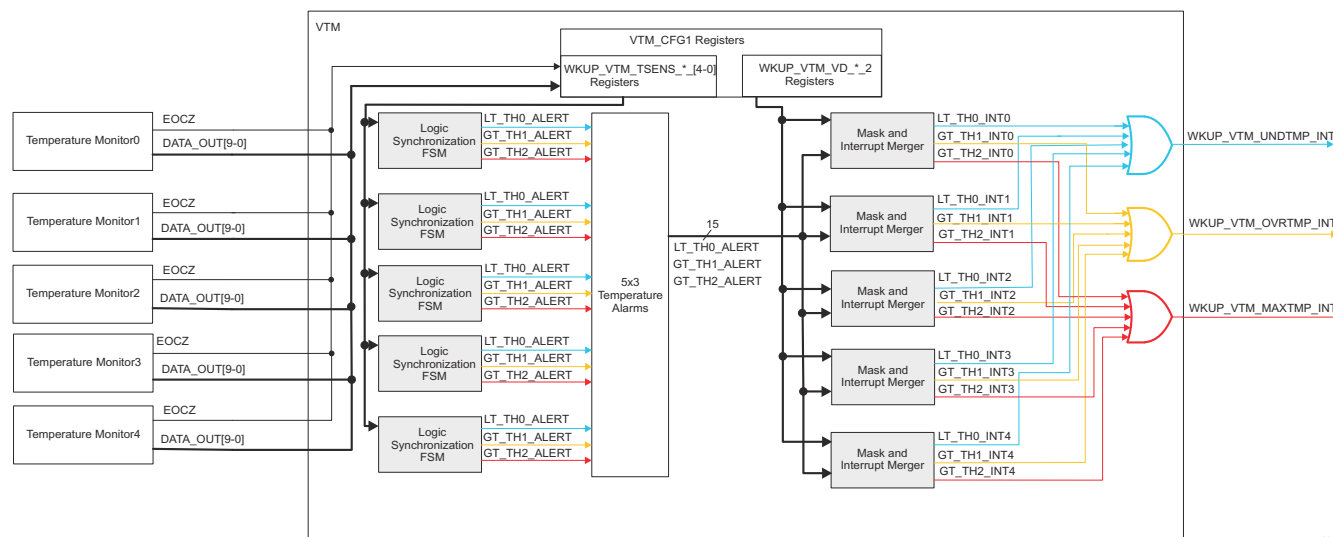 VTM
VTM_CFG1 Registers
WKUP_VTM_TSENS_*_[4-0]
Registers
WKUP_VTM_VD_*_2
Registers
Temperature Monitor0
EOCZ
DATA_OUT[9-0]
Temperature Monitor1
EOCZ
DATA_OUT[9-0]
Temperature Monitor2
EOCZ
DATA_OUT[9-0]
Temperature Monitor3
EOCZ
DATA_OUT[9-0]
Temperature Monitor4
EOCZ
DATA_OUT[9-0]
Logic
Synchronization
FSM
LT_TH0_ALERT
GT_TH1_ALERT
GT_TH2_ALERT
Logic
Synchronization
FSM
LT_TH0_ALERT
GT_TH1_ALERT
GT_TH2_ALERT
Logic
Synchronization
FSM
LT_TH0_ALERT
GT_TH1_ALERT
GT_TH2_ALERT
Logic
Synchronization
FSM
LT_TH0_ALERT
GT_TH1_ALERT
GT_TH2_ALERT
Logic
Synchronization
FSM
LT_TH0_ALERT
GT_TH1_ALERT
GT_TH2_ALERT
5x3
Temperature
Alarms
15
LT_TH0_ALERT
GT_TH1_ALERT
GT_TH2_ALERT
Mask and
Interrupt Merger
LT_TH0_INT0
GT_TH1_INT0
GT_TH2_INT0
Mask and
Interrupt Merger
LT_TH0_INT1
GT_TH1_INT1
GT_TH2_INT1
Mask and
Interrupt Merger
LT_TH0_INT2
GT_TH1_INT2
GT_TH2_INT2
Mask and
Interrupt Merger
LT_TH0_INT3
GT_TH1_INT3
GT_TH2_INT3
Mask and
Interrupt Merger
LT_TH0_INT4
GT_TH1_INT4
GT_TH2_INT4
WKUP_VTM_UNDTMP_INT
WKUP_VTM_OVRTMP_INT
WKUP_VTM_MAXTMP_INT